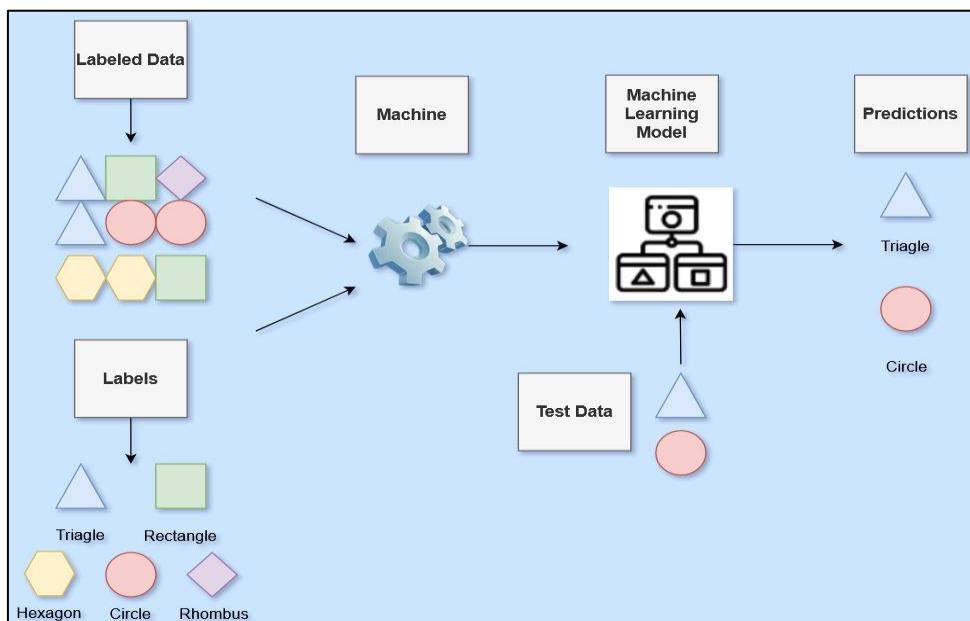 Labeled Data
Machine
Machine
Learning
Model
Predictions
Triagle
Circle
Labels
Test Data
Triagle
Rectangle
Hexagon
Circle
Rhombus